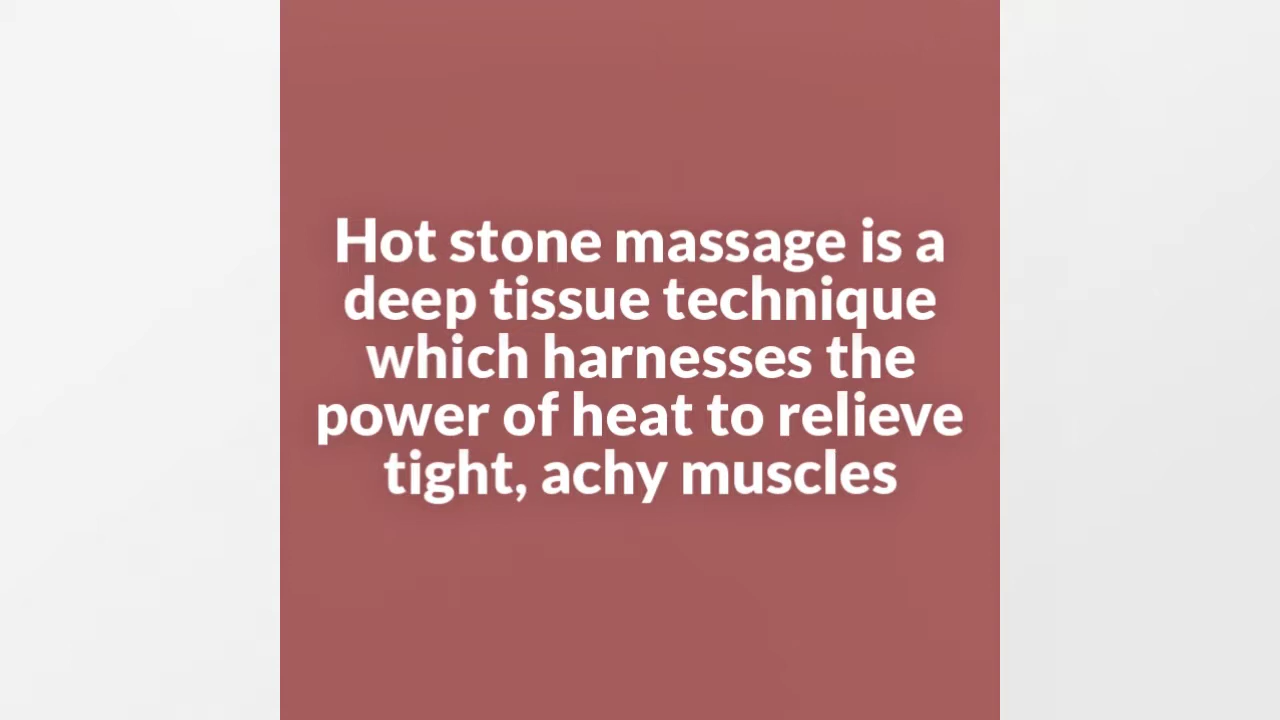 Hot stone massage is a
deep tissue technique
which harnesses the
power of heat to relieve
tight, achy muscles